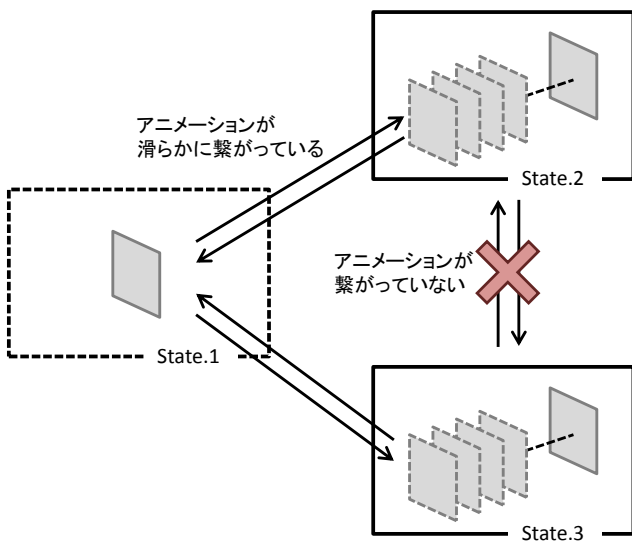 アニメーションが
滑らかに繋がっている
State.2
アニメーションが
繋がっていない
State.1
State.3